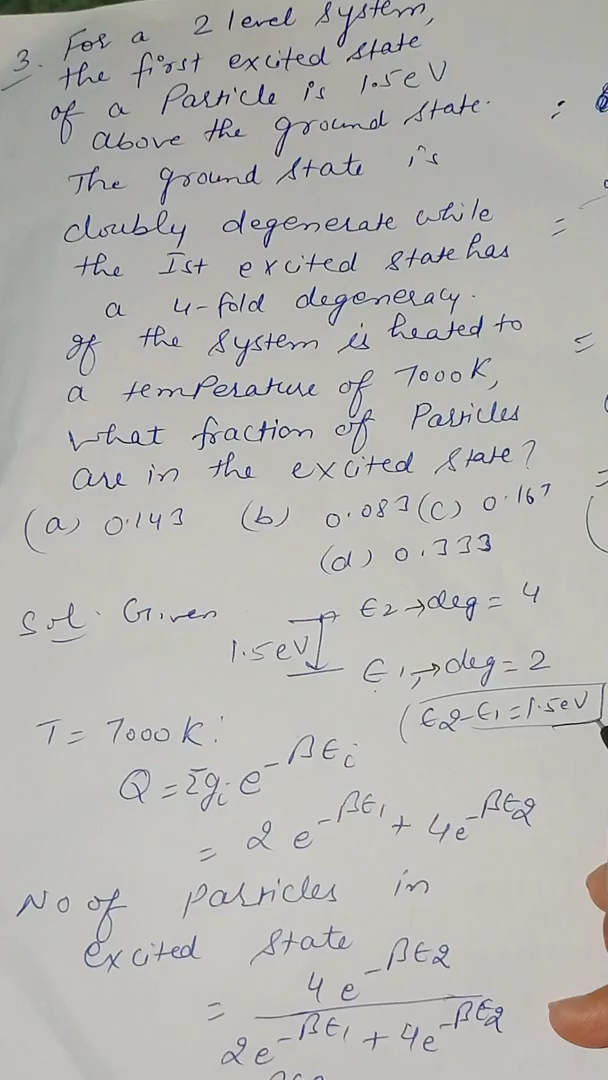 3. For a 2 level system,
the first excited state
of a Particle is 1.5eV
above the ground state.
The ground state is
doubly degenerate while
the Ist excited state has
a 4-fold degeneracy.
If the system is heated to
a temperature of 7000K,
what fraction of Particles
are in the excited state?
(a) 0.143 (b) 0.083 (c) 0.167
(d) 0.333
Sol. Given
ϵ2→deg = 4
1.5eV
ϵ1→deg = 2
(ϵ2-ϵ1=1.5eV
T = 7000K:
Q = Σgi e^-βϵi
= 2e^-βϵ1 + 4e^-βϵ2
No of particles in
excited state
= 4e^-βϵ2
2e^-βϵ1 + 4e^-βϵ2